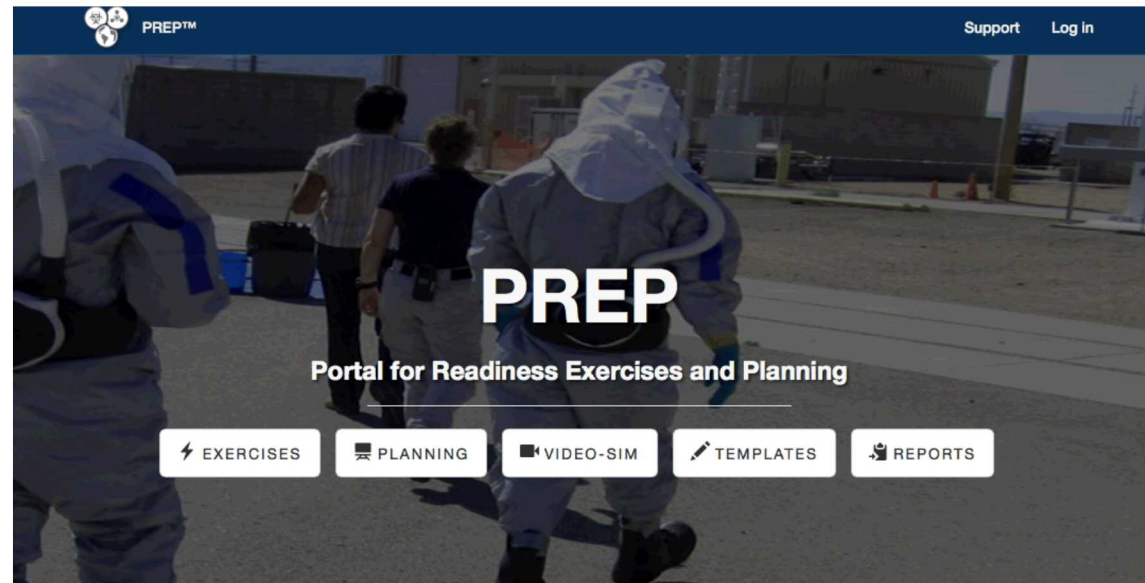 PREP™
Support Log in
PREP
Portal for Readiness Exercises and Planning
EXERCISES PLANNING VIDEO-SIM TEMPLATES REPORTS